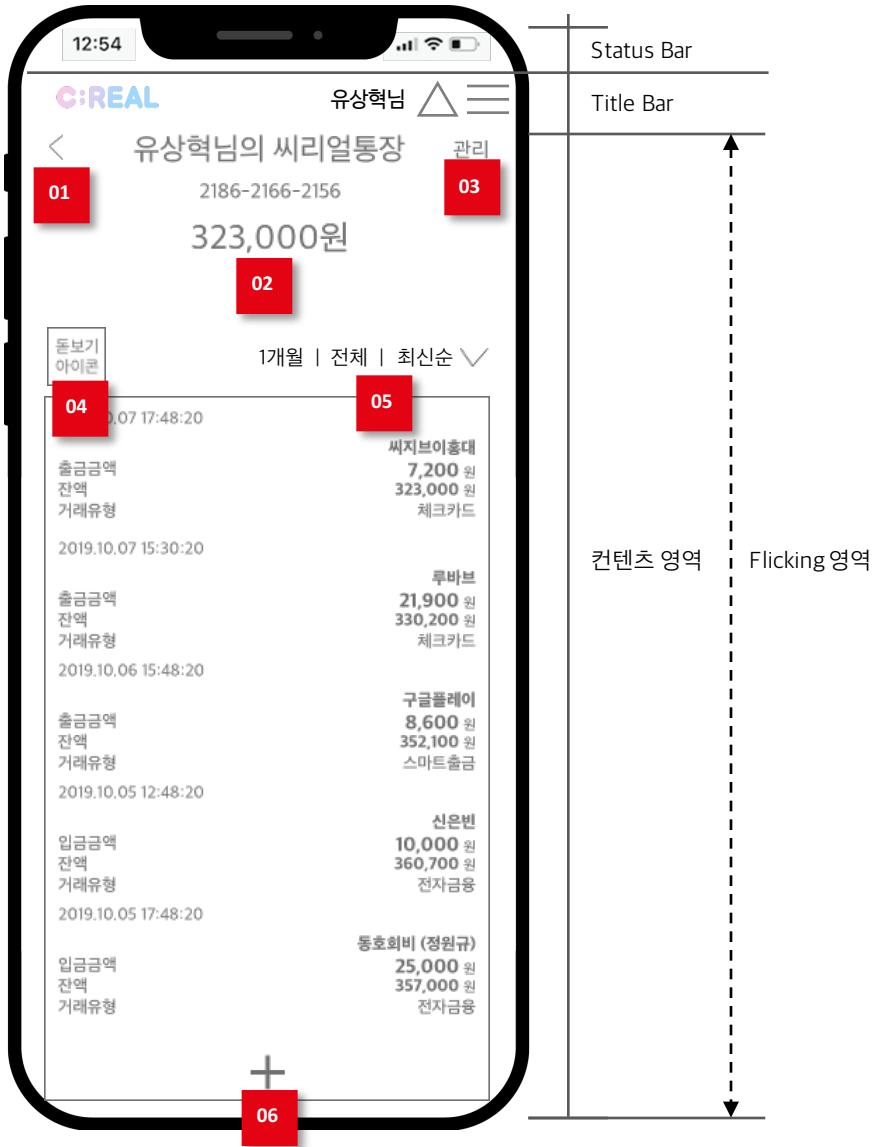 12:54
Status Bar
C:REAL
유상혁님
Title Bar
유상혁님의 씨리얼통장
관리
01
03
2186-2166-2156
323,000원
02
돋보기
아이콘
1개월 | 전체 | 최신순
04
05
.07 17:48:20
씨지브이홍대
출금금액
7,200 원
잔액
323,000 원
거래유형
체크카드
2019.10.07 15:30:20
루바브
출금금액
21,900 원
잔액
330,200 원
거래유형
체크카드
2019.10.06 15:48:20
구글플레이
출금금액
8,600 원
잔액
352,100 원
거래유형
스마트출금
2019.10.05 12:48:20
신은빈
입금금액
10,000 원
잔액
360,700 원
거래유형
전자금융
2019.10.05 17:48:20
동호회비 (정원규)
입금금액
25,000 원
잔액
357,000 원
거래유형
전자금융
06
컨텐츠 영역
Flicking 영역